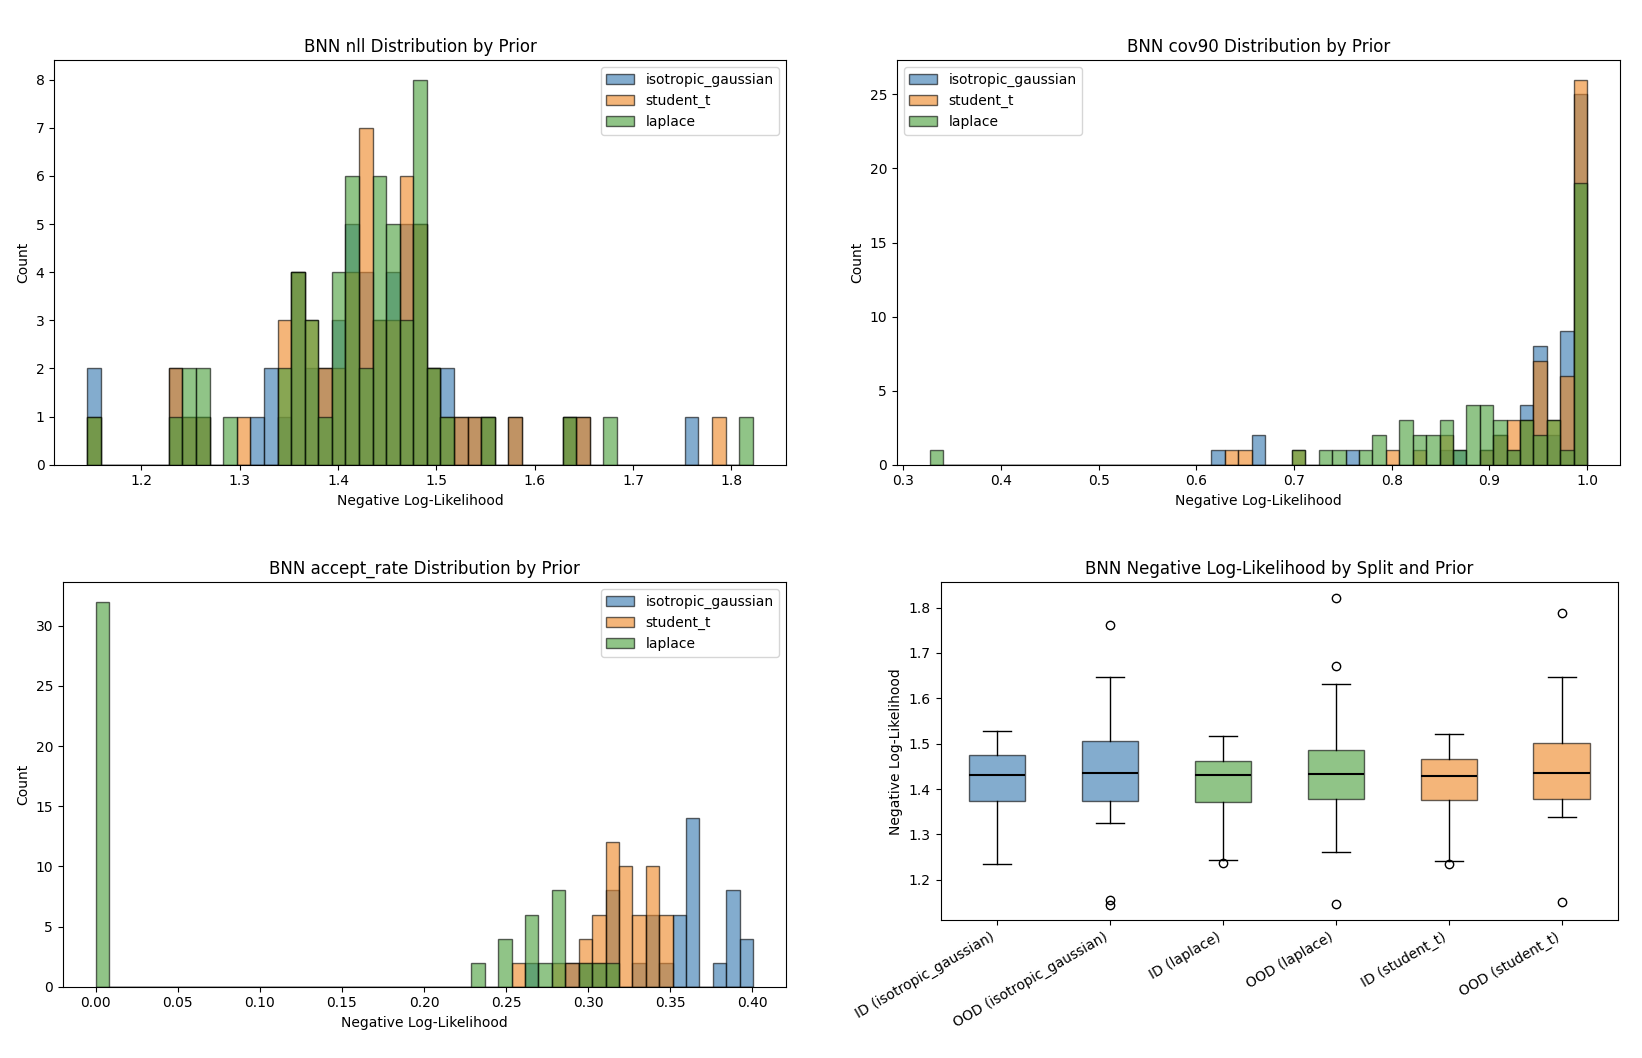 BNN nll Distribution by Prior
isotropic_gaussian
student_t
laplace
8
7
6
5
4
3
2
1
0
Count
1.2 1.3 1.4 1.5 1.6 1.7 1.8
Negative Log-Likelihood
BNN cov90 Distribution by Prior
isotropic_gaussian
student_t
laplace
25
20
15
10
5
0
Count
0.3 0.4 0.5 0.6 0.7 0.8 0.9 1.0
Negative Log-Likelihood
BNN accept_rate Distribution by Prior
isotropic_gaussian
student_t
laplace
30
25
20
15
10
5
0
Count
0.00 0.05 0.10 0.15 0.20 0.25 0.30 0.35 0.40
Negative Log-Likelihood
BNN Negative Log-Likelihood by Split and Prior
1.8
1.7
1.6
1.5
1.4
1.3
1.2
Negative Log-Likelihood
ID (isotropic_gaussian)
OOD (isotropic_gaussian)
ID (laplace)
OOD (laplace)
ID (student_t)
OOD (student_t)